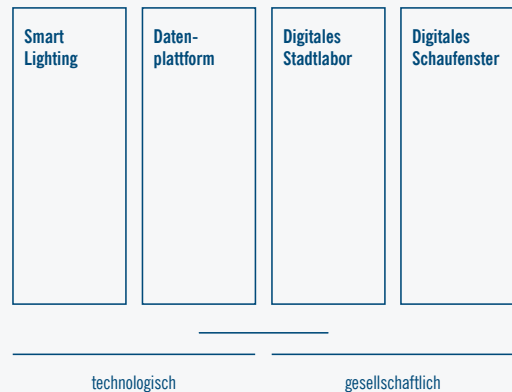 Smart
Lighting
Daten-
plattform
Digitales
Stadtlabor
Digitales
Schaufenster
technologisch
gesellschaftlich